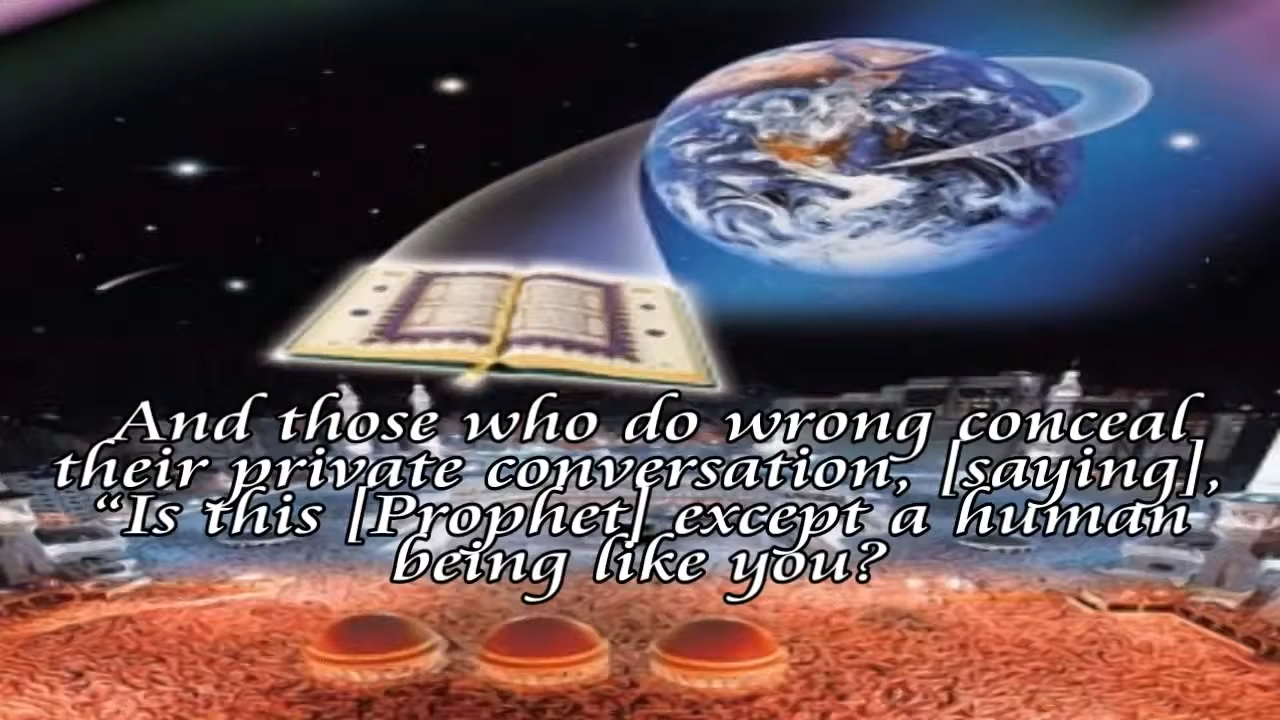 And those who do wrong conceal
their private conversation, [saying],
“Is this [Prophet] except a human
being like you?